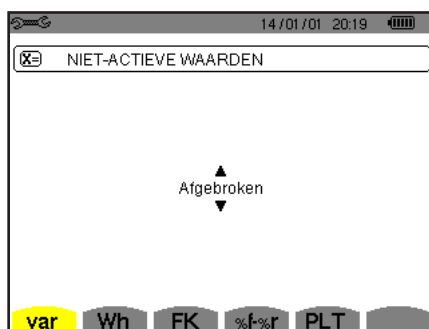 14/01/01 20:19
X= NIET-ACTIEVE WAARDEN
Afgebroken
var Wh FK %f-%r PLT